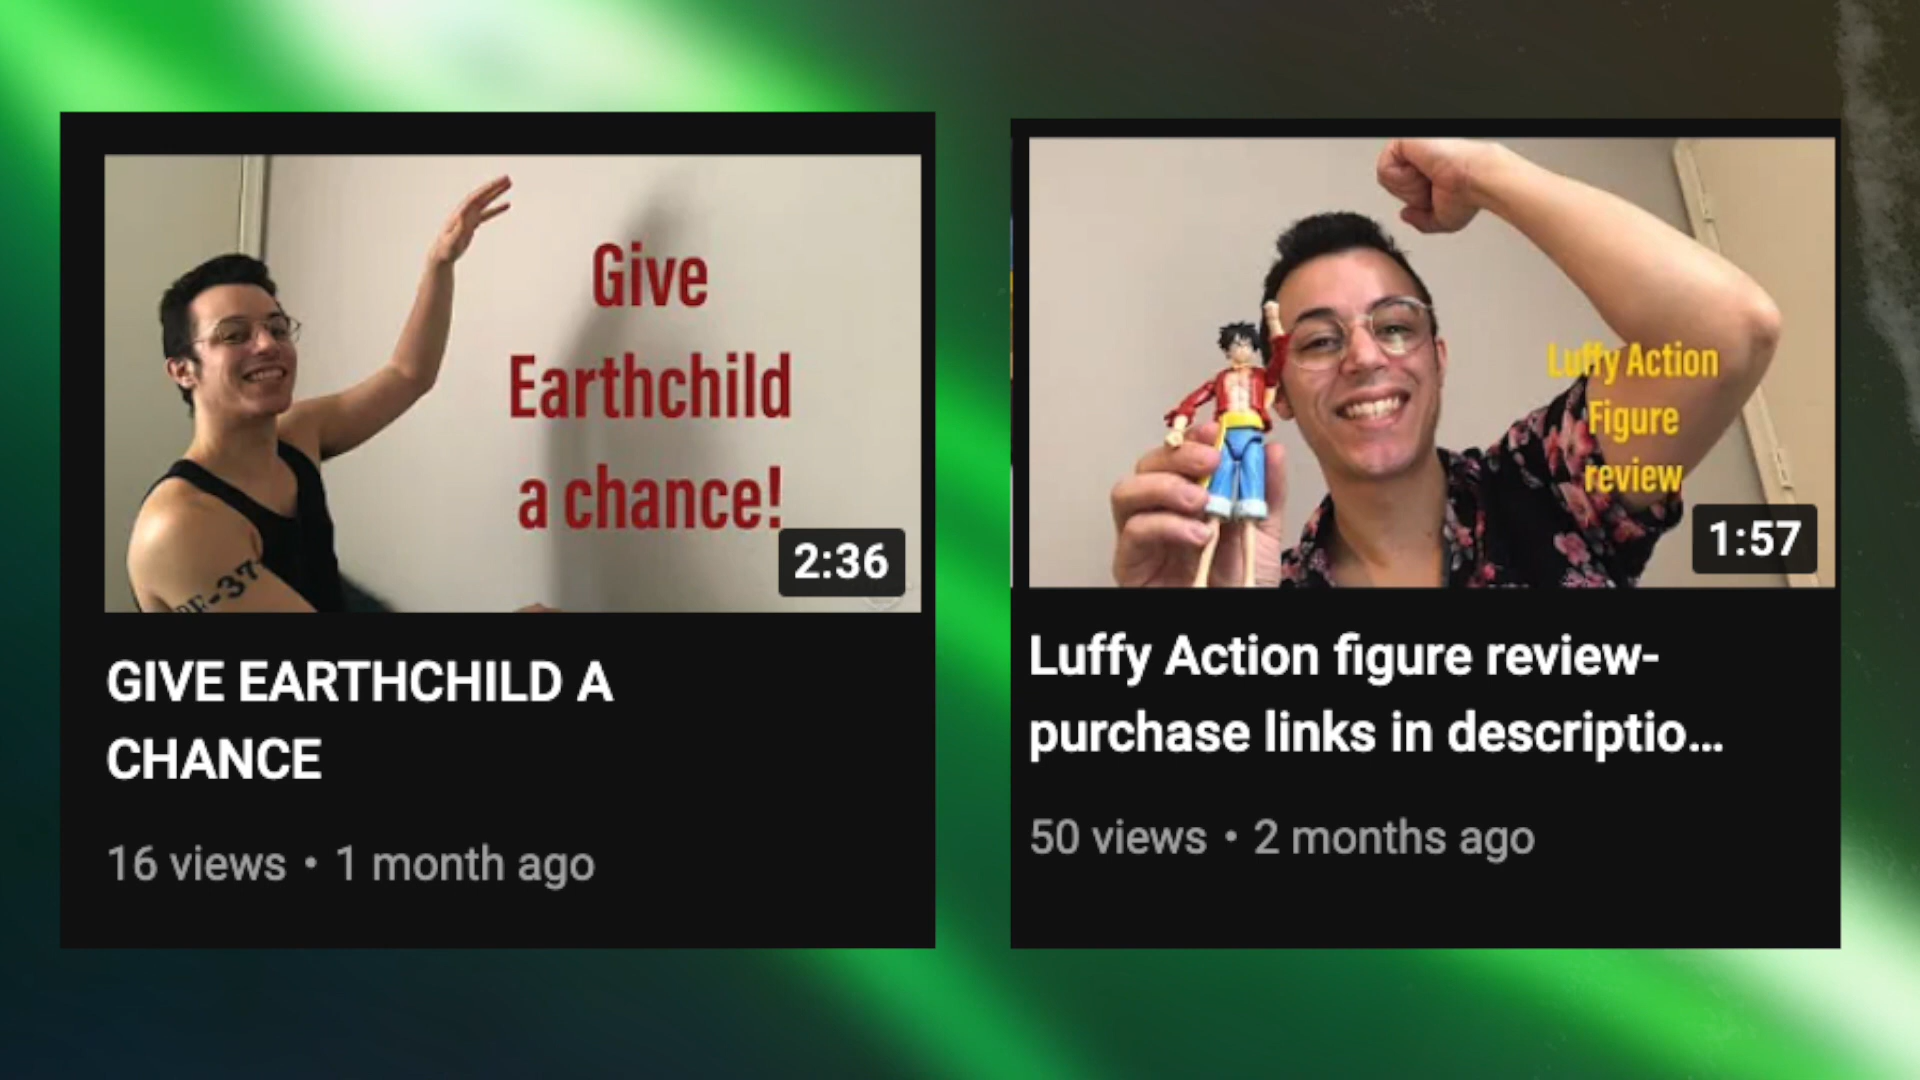 Give
Earthchild
a chance!
2:36
GIVE EARTHCHILD A
CHANCE
16 views • 1 month ago
Luffy Action
Figure
review
1:57
Luffy Action figure review-
purchase links in descriptio...
50 views • 2 months ago